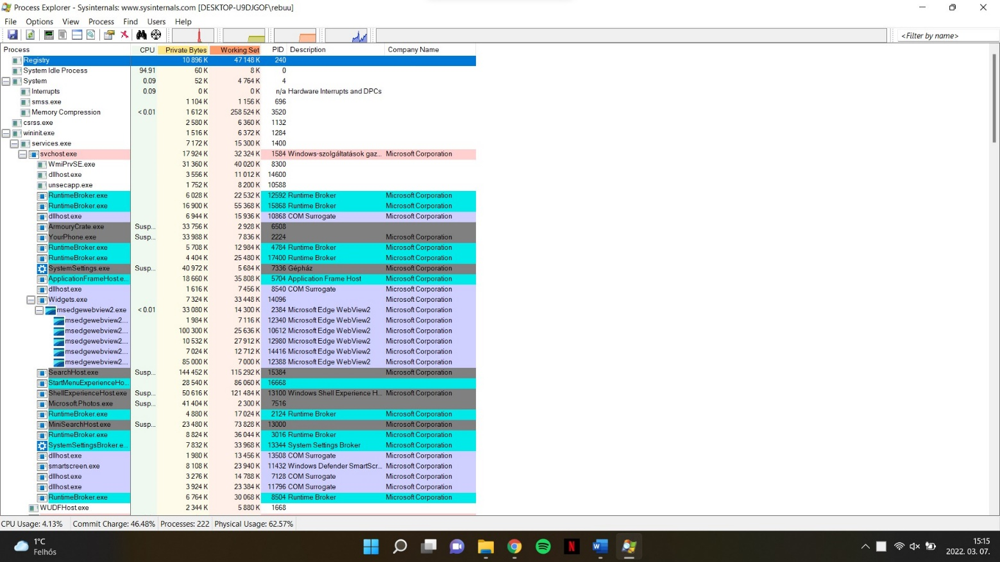 Process Explorer - Sysinternals: www.sysinternals.com [DESKTOP-U9DJGOF\rebuu]
File Options View Process Find Users Help
<Filter by name>
Process CPU Private Bytes Working Set PID Description Company Name
Registry 10 896 K 47 148 K 240
System Idle Process 94.91 60 K 8 K 0
System 0.09 52 K 4 764 K 4
Interrupts 0.09 0 K 0 K n/a Hardware Interrupts and DPCs
smss.exe 1 104 K 1 156 K 696
Memory Compression < 0.01 1 612 K 258 524 K 3520
csrss.exe 2 580 K 6 360 K 1132
wininit.exe 1 516 K 6 372 K 1284
services.exe 7 172 K 15 300 K 1400
svchost.exe 17 924 K 32 324 K 1584 Windows-szolgáltatások gaz... Microsoft Corporation
WmiPrvSE.exe 31 360 K 40 020 K 8300
dllhost.exe 3 556 K 11 012 K 14600
unsecapp.exe 1 752 K 8 200 K 10588
RuntimeBroker.exe 6 028 K 22 532 K 12592 Runtime Broker Microsoft Corporation
RuntimeBroker.exe 16 900 K 55 368 K 15868 Runtime Broker Microsoft Corporation
dllhost.exe 6 944 K 15 936 K 10868 COM Surrogate Microsoft Corporation
ArmouryCrate.exe Susp... 33 756 K 2 928 K 6508
YourPhone.exe Susp... 33 988 K 7 836 K 2224 Microsoft Corporation
RuntimeBroker.exe 5 708 K 12 984 K 4784 Runtime Broker Microsoft Corporation
RuntimeBroker.exe 4 404 K 25 480 K 17400 Runtime Broker Microsoft Corporation
SystemSettings.exe Susp... 40 972 K 5 684 K 7336 Gépház Microsoft Corporation
ApplicationFrameHost.e... 18 660 K 35 808 K 5704 Application Frame Host Microsoft Corporation
dllhost.exe 1 616 K 7 456 K 8540 COM Surrogate Microsoft Corporation
Widgets.exe 7 324 K 33 448 K 14096 Microsoft Corporation
msedgewebview2.exe < 0.01 33 080 K 14 300 K 2384 Microsoft Edge WebView2 Microsoft Corporation
msedgewebview2.... 1 984 K 7 116 K 12340 Microsoft Edge WebView2 Microsoft Corporation
msedgewebview2.... 100 300 K 25 636 K 10612 Microsoft Edge WebView2 Microsoft Corporation
msedgewebview2.... 10 532 K 27 912 K 12980 Microsoft Edge WebView2 Microsoft Corporation
msedgewebview2.... 7 024 K 12 712 K 14416 Microsoft Edge WebView2 Microsoft Corporation
msedgewebview2.... 85 000 K 7 000 K 12388 Microsoft Edge WebView2 Microsoft Corporation
SearchHost.exe Susp... 144 452 K 115 292 K 15384 Microsoft Corporation
StartMenuExperienceHo... 28 540 K 86 060 K 16668
ShellExperienceHost.exe Susp... 50 616 K 121 484 K 13100 Windows Shell Experience H... Microsoft Corporation
Microsoft.Photos.exe Susp... 41 404 K 2 300 K 7516
RuntimeBroker.exe 4 880 K 17 024 K 2124 Runtime Broker Microsoft Corporation
MiniSearchHost.exe Susp... 23 480 K 73 828 K 13000 Microsoft Corporation
RuntimeBroker.exe 8 824 K 36 044 K 3016 Runtime Broker Microsoft Corporation
SystemSettingsBroker.e... 7 832 K 33 968 K 13344 System Settings Broker Microsoft Corporation
dllhost.exe 1 980 K 13 456 K 13508 COM Surrogate Microsoft Corporation
smartscreen.exe 8 108 K 23 940 K 11432 Windows Defender SmartScr... Microsoft Corporation
dllhost.exe 3 276 K 14 788 K 7128 COM Surrogate Microsoft Corporation
dllhost.exe 3 924 K 23 384 K 11796 COM Surrogate Microsoft Corporation
RuntimeBroker.exe 6 764 K 30 068 K 8504 Runtime Broker Microsoft Corporation
WUDFHost.exe 2 344 K 5 880 K 1668
CPU Usage: 4.13% Commit Charge: 46.48% Processes: 222 Physical Usage: 62.57%
1°C
Felhős
N
W
15:15
2022. 03. 07.